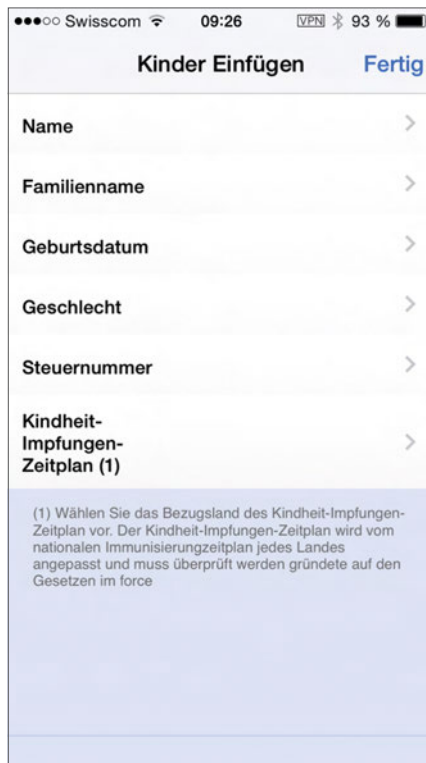 Swisscom 09:26 VPN 93 %
Kinder Einfügen Fertig
Name
Familienname
Geburtsdatum
Geschlecht
Steuernummer
Kindheit-
Impfungen-
Zeitplan (1)
(1) Wählen Sie das Bezugsland des Kindheit-Impfungen-
Zeitplan vor. Der Kindheit-Impfungen-Zeitplan wird vom
nationalen Immunisierungzeitplan jedes Landes
angepasst und muss überprüft werden gründete auf den
Gesetzen im force